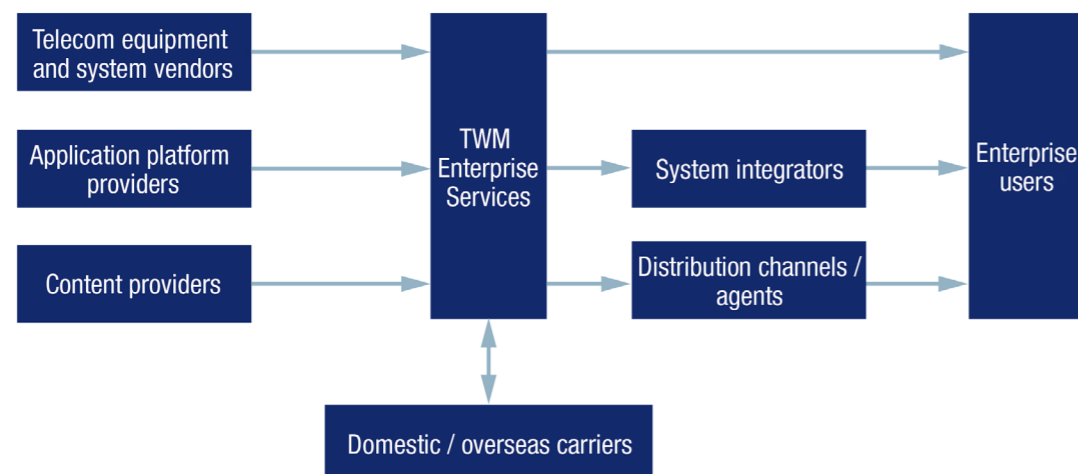 Telecom equipment
and system vendors
Application platform
providers
Content providers
TWM
Enterprise
Services
System integrators
Distribution channels /
agents
Enterprise
users
Domestic / overseas carriers